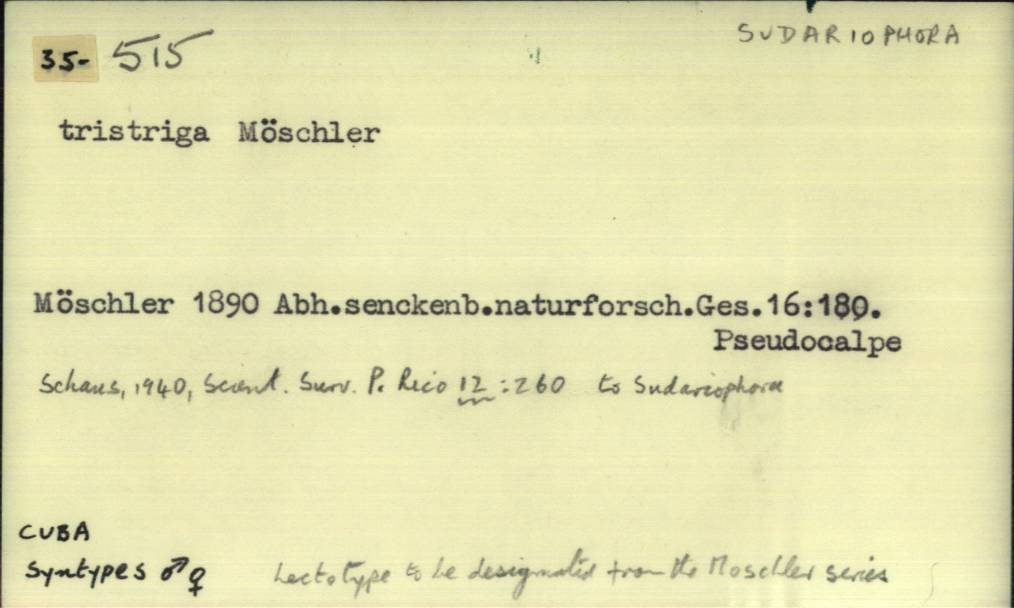 SUDARIOPHORA
35- 515
tristriga Möschler
Möschler 1890 Abh.senckenb.naturforsch.Ges.16:189.
Pseudocalpe
Schaus, 1940, Scient. Surv. P. Rico 12 :260 to Sudariophora
CUBA
Syntypes ♂♀ Lectotype to be designated from the Moschler series